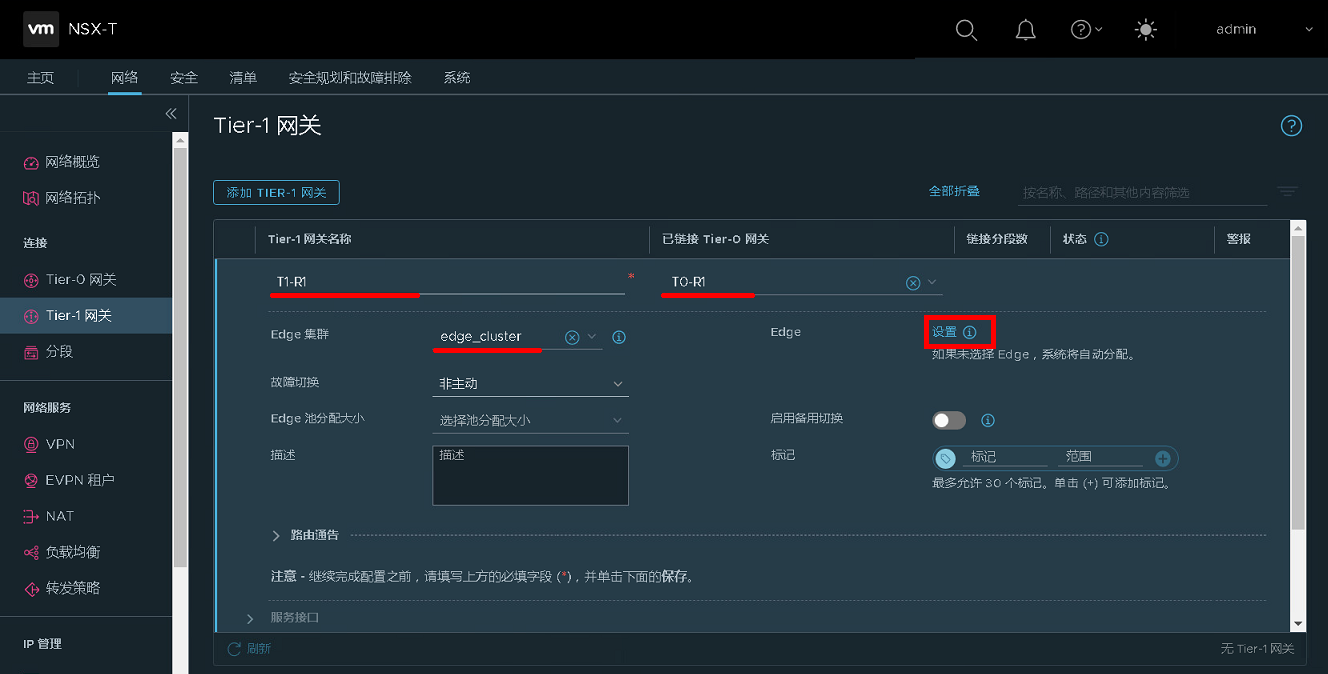 vm NSX-T admin
主页 网络 安全 清单 安全规划和故障排除 系统
Tier-1 网关
网络概览
网络拓扑
连接
Tier-0 网关
Tier-1 网关
分段
网络服务
VPN
EVPN 租户
NAT
负载均衡
转发策略
IP 管理
添加 TIER-1 网关 全部折叠 按名称、路径和其他内容筛选
Tier-1 网关名称 已链接 Tier-0 网关 链接分段数 状态 警报
T1-R1 * T0-R1
Edge 集群 edge_cluster Edge 设置
如果未选择 Edge，系统将自动分配。
故障切换 非主动
Edge 池分配大小 选择池分配大小 启用备用切换
描述 描述 标记 标记 范围
最多允许 30 个标记。单击 (+) 可添加标记。
路由通告
注意 - 继续完成配置之前，请填写上方的必填字段 (*)，并单击下面的保存。
服务接口
刷新 无 Tier-1 网关